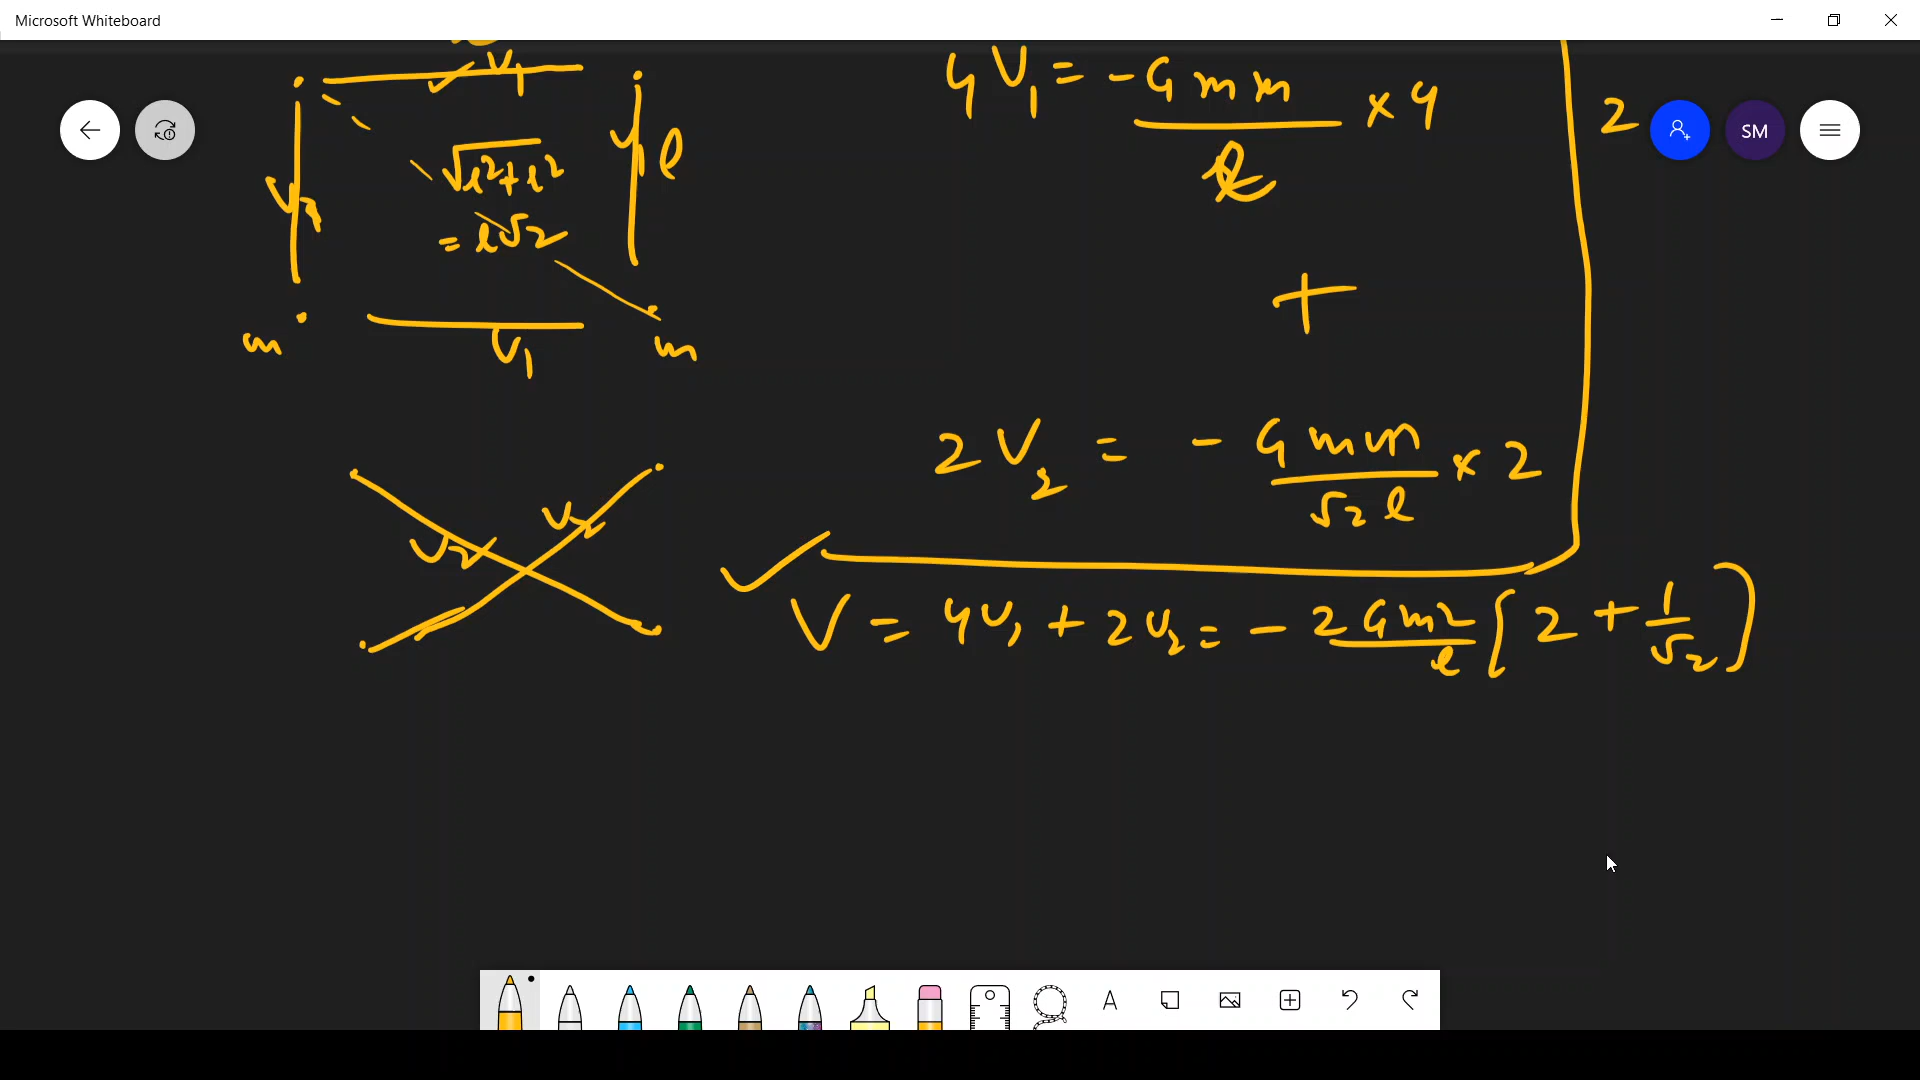 Microsoft Whiteboard
V₁
4V₁ = -Gmm/l × 4
2
SM
√l²+l²
V₁ l
= l√2
m
V₁
m
+
2V₂ = - Gmm/√2 l × 2
V₂
V₂
V = 4V₁ + 2V₂ = - 2Gm²/l [2 + 1/√2]
A